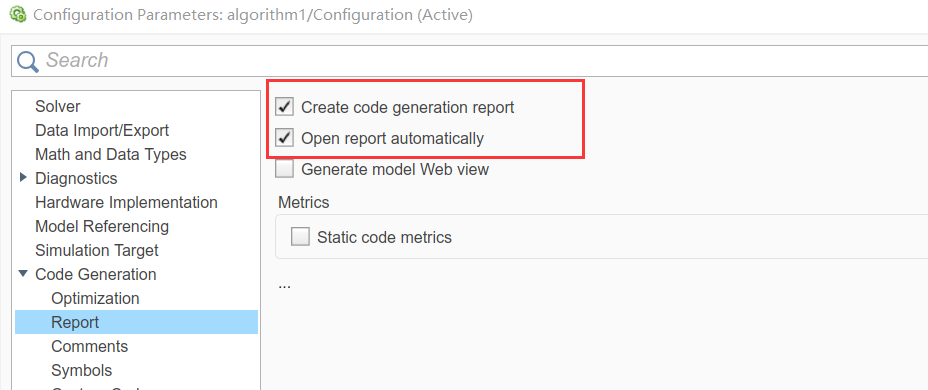 Configuration Parameters: algorithm1/Configuration (Active)
Search
Solver
Data Import/Export
Math and Data Types
Diagnostics
Hardware Implementation
Model Referencing
Simulation Target
Code Generation
Optimization
Report
Comments
Symbols
Create code generation report
Open report automatically
Generate model Web view
Metrics
Static code metrics
...